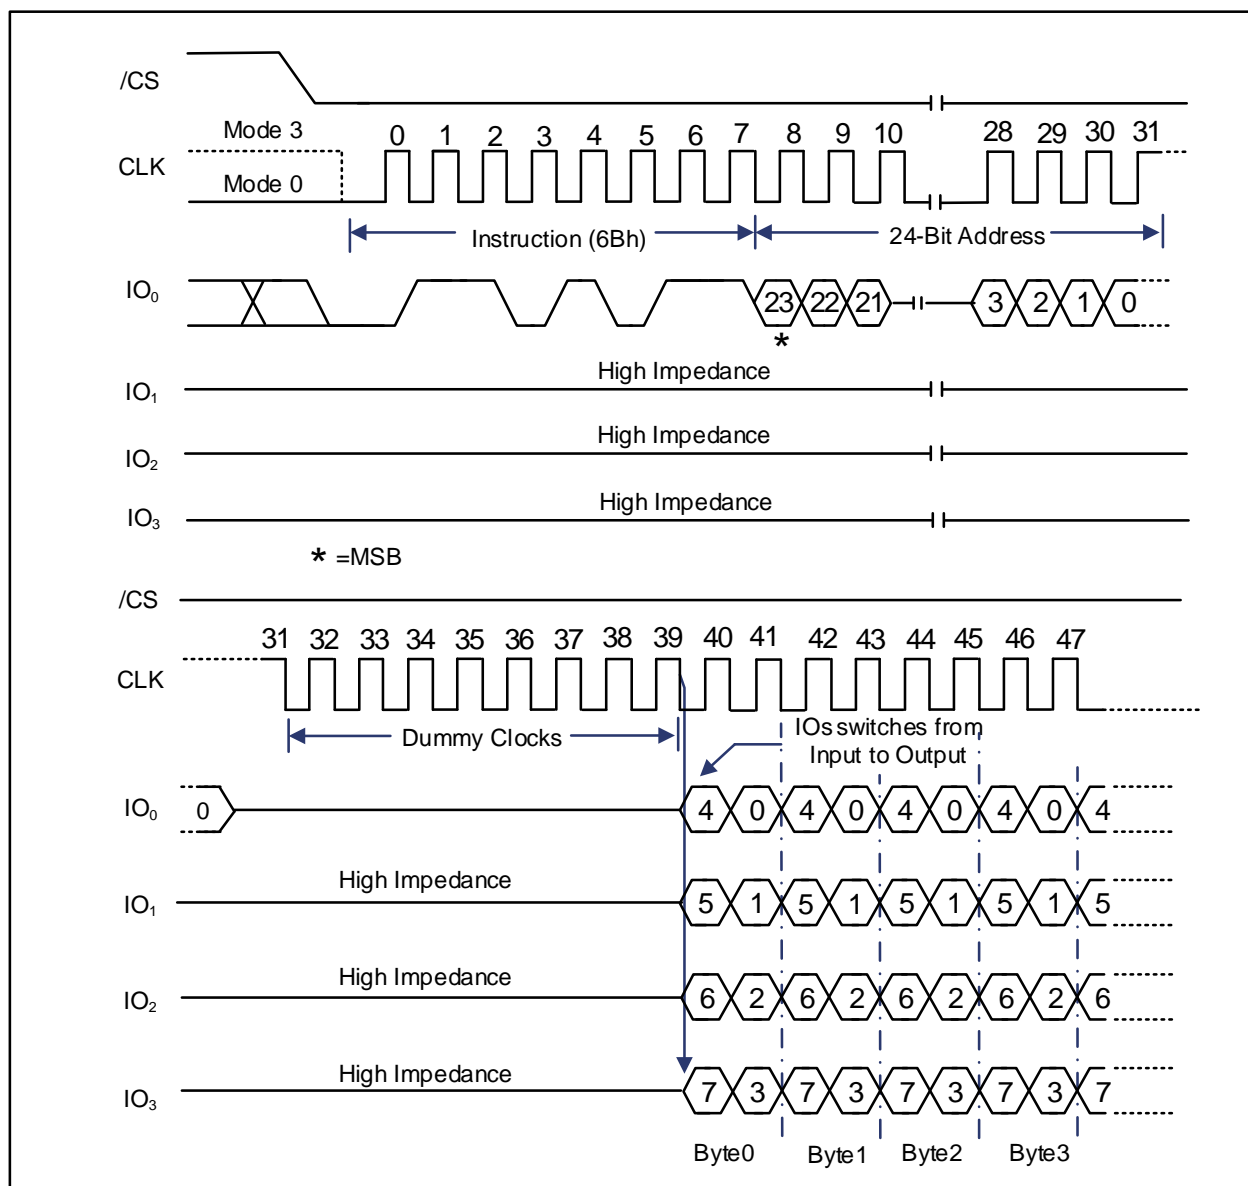 /CS
Mode 3
0 1 2 3 4 5 6 7 8 9 10 28 29 30 31
CLK
Mode 0
Instruction (6Bh) 24-Bit Address
IO0 23 22 21 3 2 1 0
*
High Impedance
IO1
High Impedance
IO2
High Impedance
IO3
* =MSB
/CS
31 32 33 34 35 36 37 38 39 40 41 42 43 44 45 46 47
CLK
Dummy Clocks
IOs switches from
Input to Output
IO0 0 4 0 4 0 4 0 4 0 4
High Impedance
IO1 5 1 5 1 5 1 5 1 5
High Impedance
IO2 6 2 6 2 6 2 6 2 6
High Impedance
IO3 7 3 7 3 7 3 7 3 7
Byte0 Byte1 Byte2 Byte3